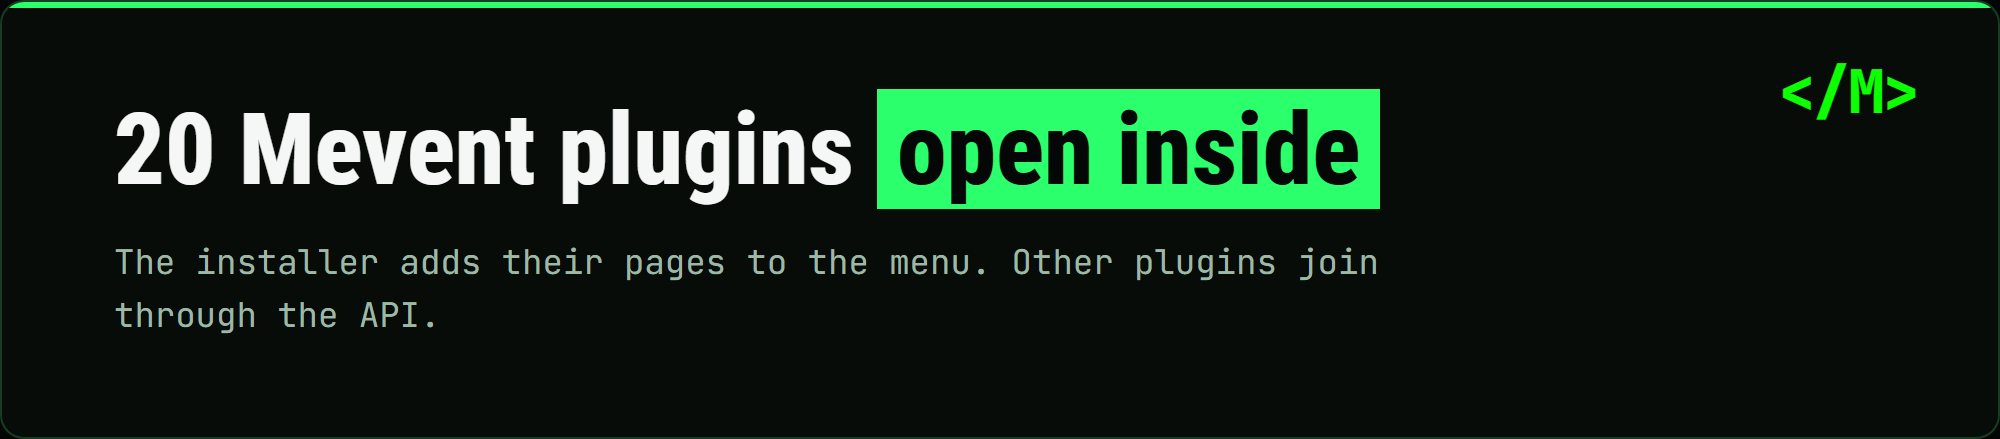 20 Mevent plugins open inside
</M>
The installer adds their pages to the menu. Other plugins join
through the API.